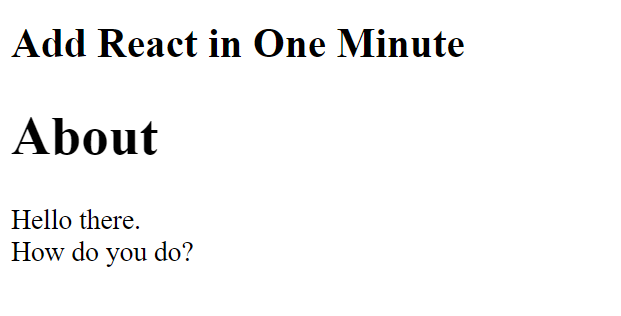 Add React in One Minute
About
Hello there.
How do you do?